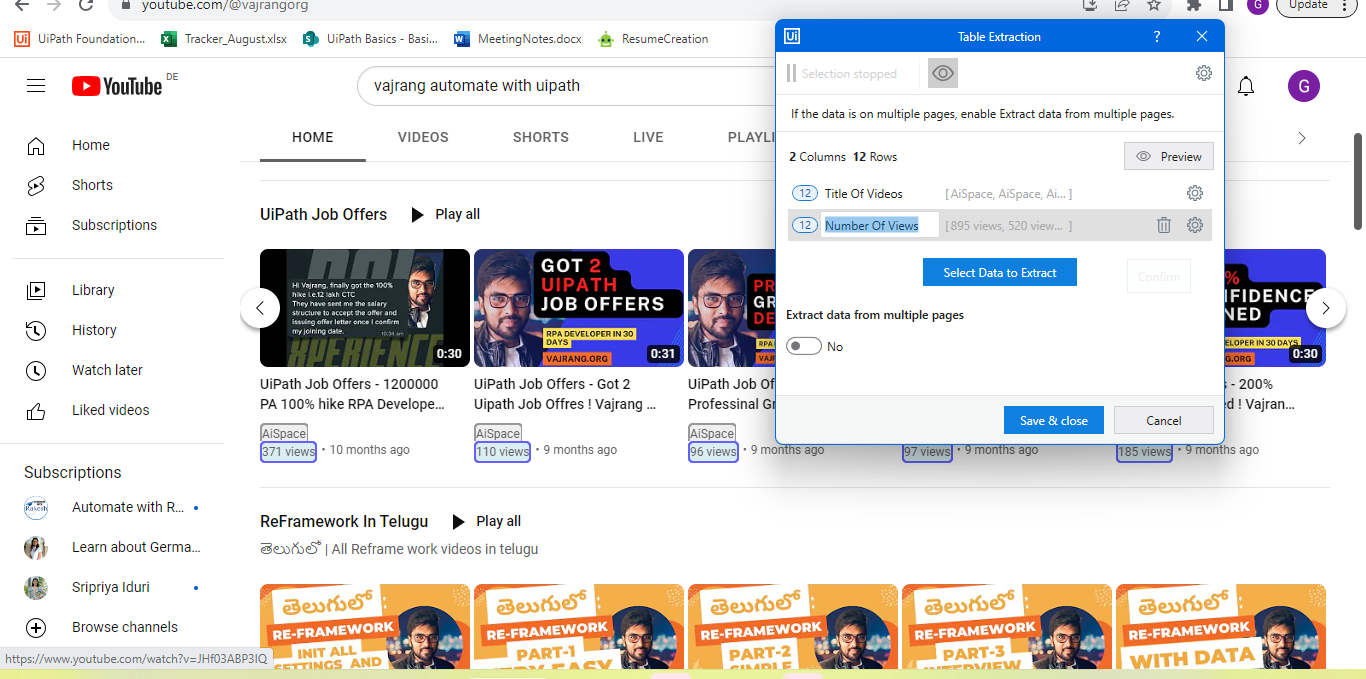 youtube.com/@vajrangorg
G
Update
UiPath Foundation...
Tracker_August.xlsx
UiPath Basics - Basi...
MeetingNotes.docx
ResumeCreation
YouTube DE
vajrang automate with uipath
G
Home
Shorts
Subscriptions
Library
History
Watch later
Liked videos
Subscriptions
Automate with R...
Learn about Germa...
Sripriya Iduri
Browse channels
https://www.youtube.com/watch?v=JHf03ABP3IQ
HOME
VIDEOS
SHORTS
LIVE
PLAYLI
UiPath Job Offers
Play all
Hi Vajrang, finally got the 100%
hike i.e.12 lakh CTC
They have sent me the salary
structure to accept the offer and
issuing offer letter once I confirm
my joining date.
10:34 am
XPERIENCE
0:30
UiPath Job Offers - 1200000
PA 100% hike RPA Develope...
AiSpace
371 views • 10 months ago
GOT 2
UIPATH
JOB OFFERS
RPA DEVELOPER IN 30
DAYS
VAJRANG.ORG
0:31
UiPath Job Offers - Got 2
Uipath Job Offres ! Vajrang ...
AiSpace
110 views • 9 months ago
UiPath Job Of
Professinal Gr
AiSpace
96 views • 9 months ago
97 views • 9 months ago
0:30
- 200%
d ! Vajran...
185 views • 9 months ago
ReFramework In Telugu
Play all
తెలుగులో | All Reframe work videos in telugu
తెలుగులో
RE-FRAMEWORK
INIT ALL
SETTINGS AND
తెలుగులో
RE-FRAMEWORK
PART-1
VERY EASY
తెలుగులో
RE-FRAMEWORK
PART-2
SIMPLE
తెలుగులో
RE-FRAMEWORK
PART-3
INTERVIEW
తెలుగులో
RE-FRAMEWORK
WITH DATA
Ui
Table Extraction
?
Selection stopped
If the data is on multiple pages, enable Extract data from multiple pages.
2 Columns 12 Rows
Preview
12 Title Of Videos [ AiSpace, AiSpace, Ai... ]
12 Number Of Views [ 895 views, 520 view... ]
Select Data to Extract
Confirm
Extract data from multiple pages
No
Save & close
Cancel